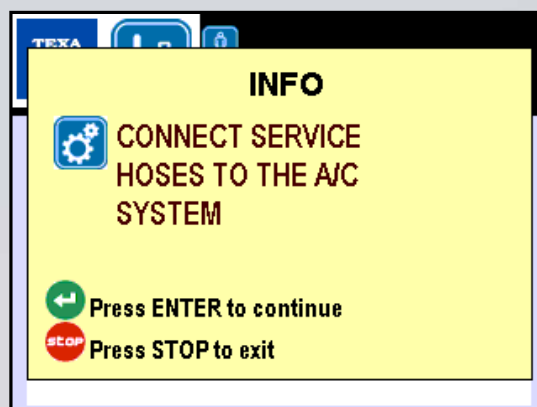 TEXA
INFO
CONNECT SERVICE
HOSES TO THE A/C
SYSTEM
Press ENTER to continue
stop
Press STOP to exit